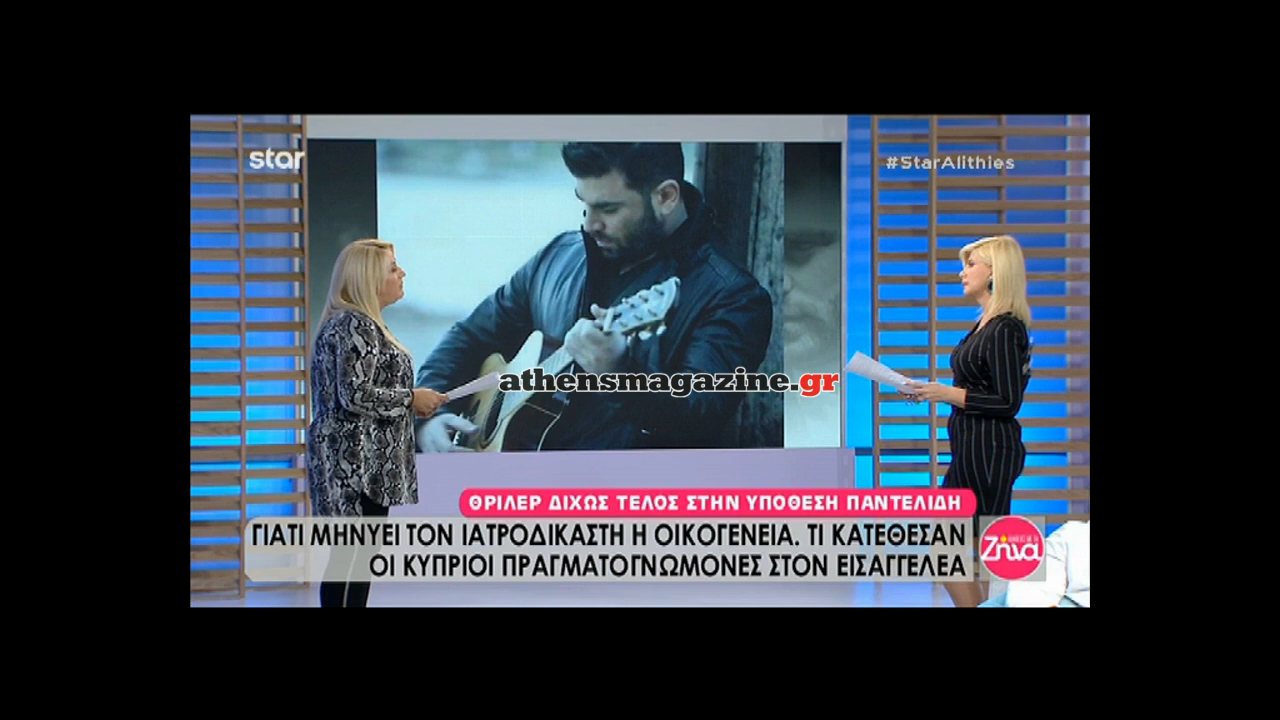 star
#StarAlithies
athensmagazine.gr
ΘΡΙΛΕΡ ΔΙΧΩΣ ΤΕΛΟΣ ΣΤΗΝ ΥΠΟΘΕΣΗ ΠΑΝΤΕΛΙΔΗ
ΓΙΑΤΙ ΜΗΝΥΕΙ ΤΟΝ ΙΑΤΡΟΔΙΚΑΣΤΗ Η ΟΙΚΟΓΕΝΕΙΑ. ΤΙ ΚΑΤΕΘΕΣΑΝ
ΟΙ ΚΥΠΡΙΟΙ ΠΡΑΓΜΑΤΟΓΝΩΜΟΝΕΣ ΣΤΟΝ ΕΙΣΑΓΓΕΛΕΑ
Ζήνα